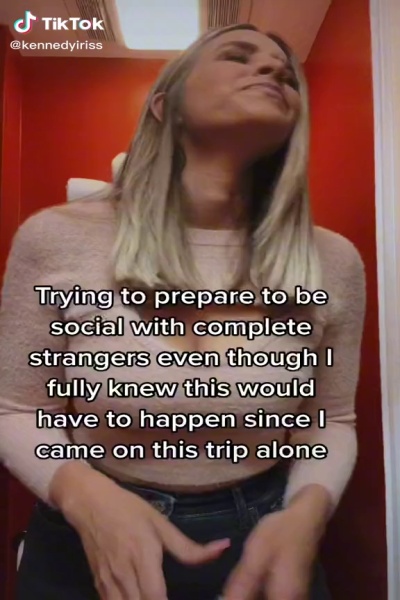 TikTok
@kennedyiriss
Trying to prepare to be
social with complete
strangers even though I
fully knew this would
have to happen since I
came on this trip alone